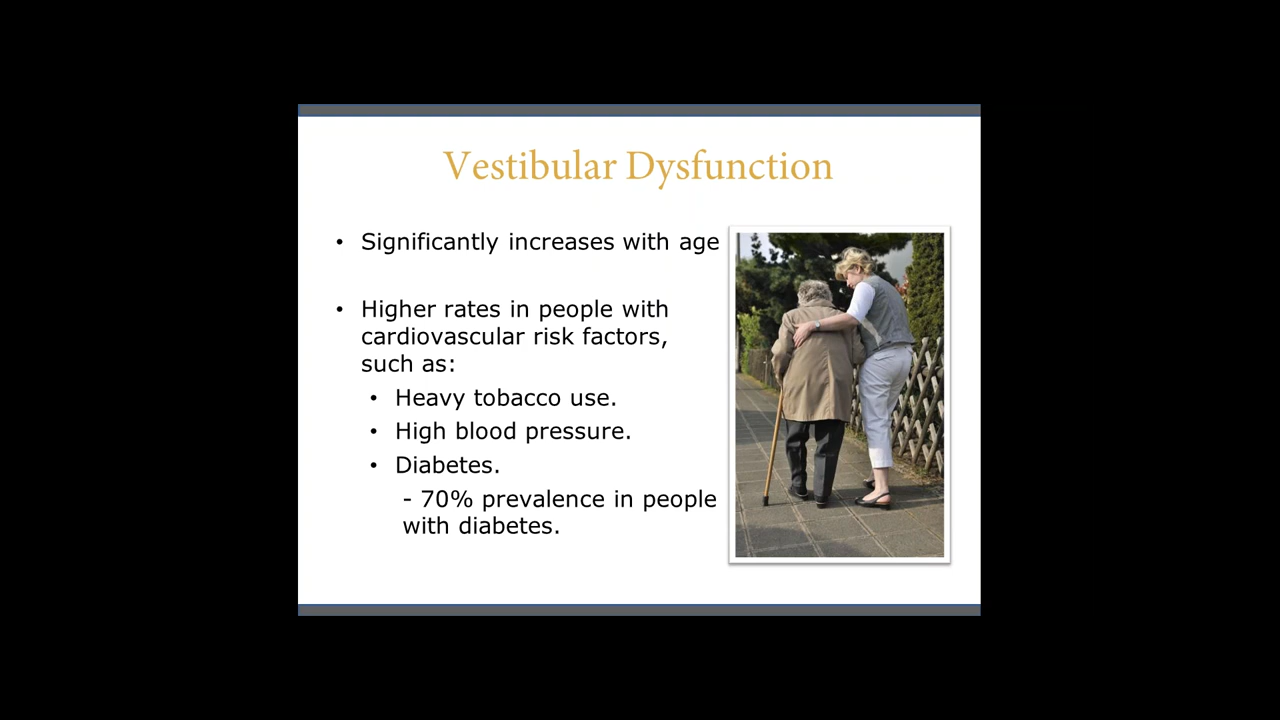 Vestibular Dysfunction
• Significantly increases with age
• Higher rates in people with
cardiovascular risk factors,
such as:
• Heavy tobacco use.
• High blood pressure.
• Diabetes.
- 70% prevalence in people
with diabetes.